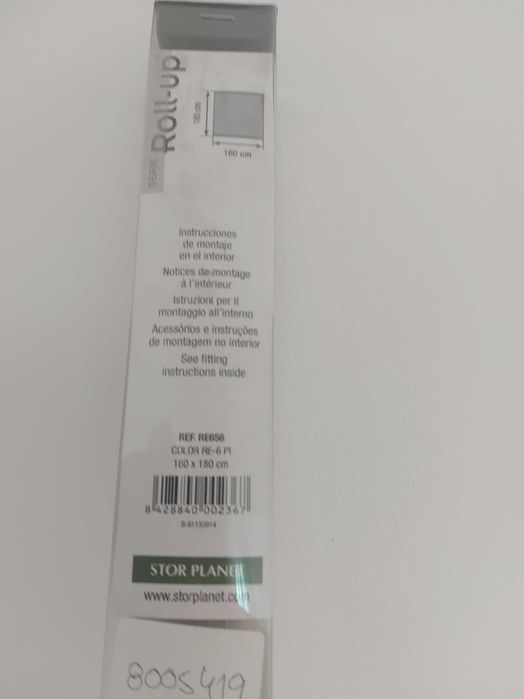 SERIE
Roll-up
180 cm
160 cm
Instrucciones
de montaje
en el interior
Notices de montage
à l'intérieur
Istruzioni per il
montaggio all'interno
Acessórios e instruções
de montagem no interior
See fitting
instructions inside
REF. RE656
COLOR RE-6 PI
160 x 180 cm
8 428840 002367
STOR PLANET
www.storplanet.com
8005419